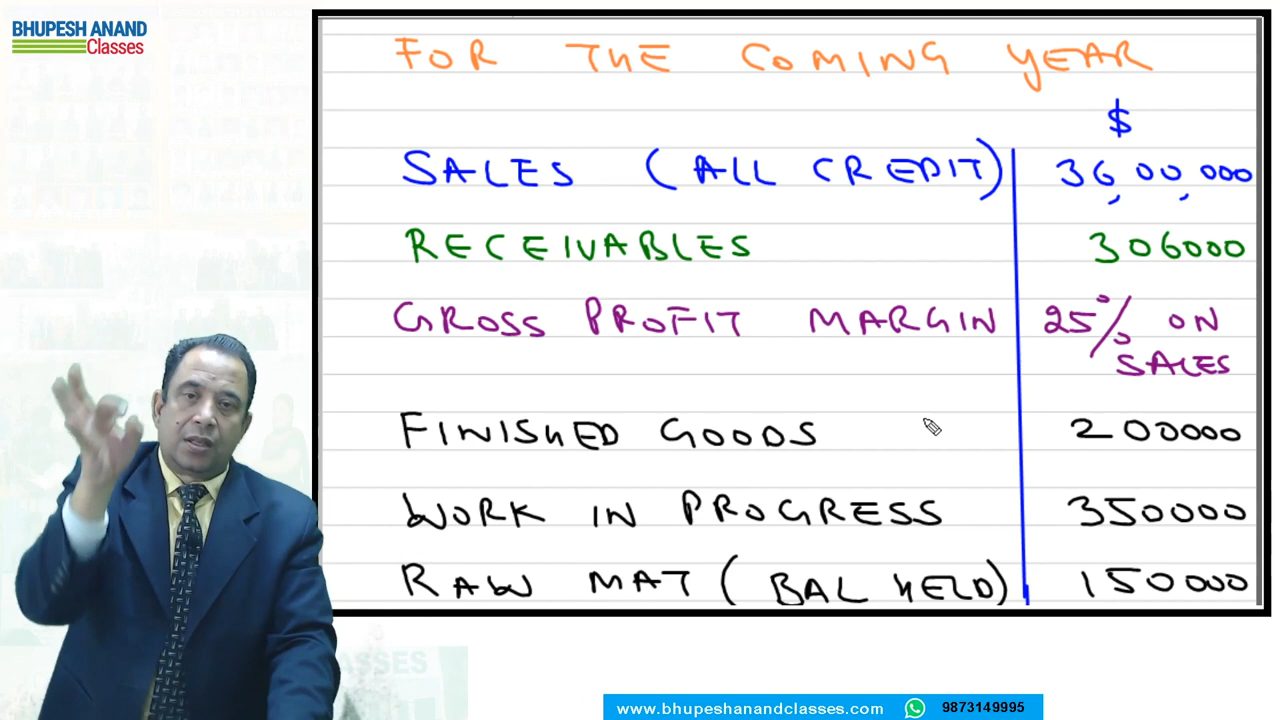 BHUPESH ANAND
Classes
FOR THE COMING YEAR
$
SALES (ALL CREDIT) 36,00,000
RECEIVABLES 306000
GROSS PROFIT MARGIN 25% ON
SALES
FINISHED GOODS 200000
WORK IN PROGRESS 350000
RAW MAT (BAL HELD) 150000
CLASSES
www.bhupeshanandclasses.com 9873149995